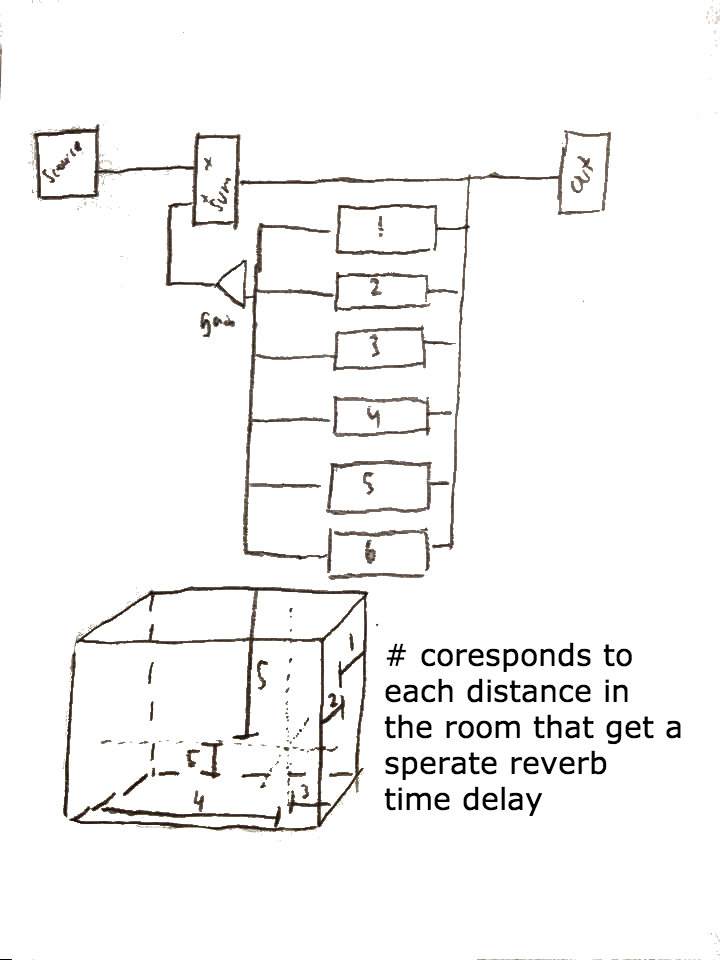 Source
+
+
Sum
Out
1
2
3
4
5
6
Gain
1
2
5
5
4
3
# coresponds to
each distance in
the room that get a
sperate reverb
time delay